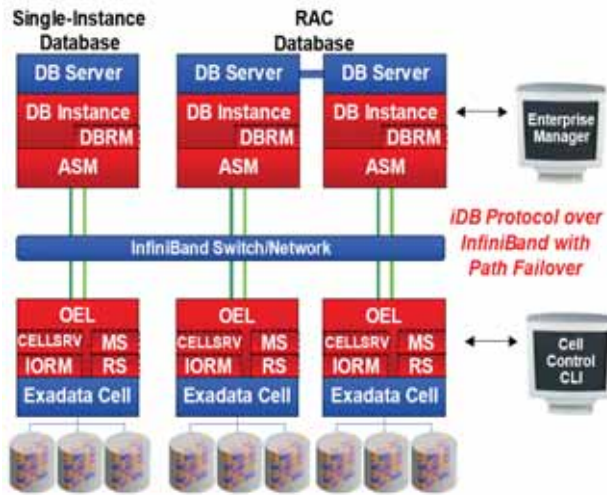 Single-Instance
Database
RAC
Database
DB Server
DB Server
DB Server
DB Instance
DB Instance
DB Instance
DBRM
DBRM
DBRM
ASM
ASM
ASM
Enterprise
Manager
iDB Protocol over
InfiniBand with
Path Failover
InfiniBand Switch/Network
OEL
OEL
OEL
CELLSRV MS
CELLSRV MS
CELLSRV MS
IORM RS
IORM RS
IORM RS
Exadata Cell
Exadata Cell
Exadata Cell
Cell
Control
CLI